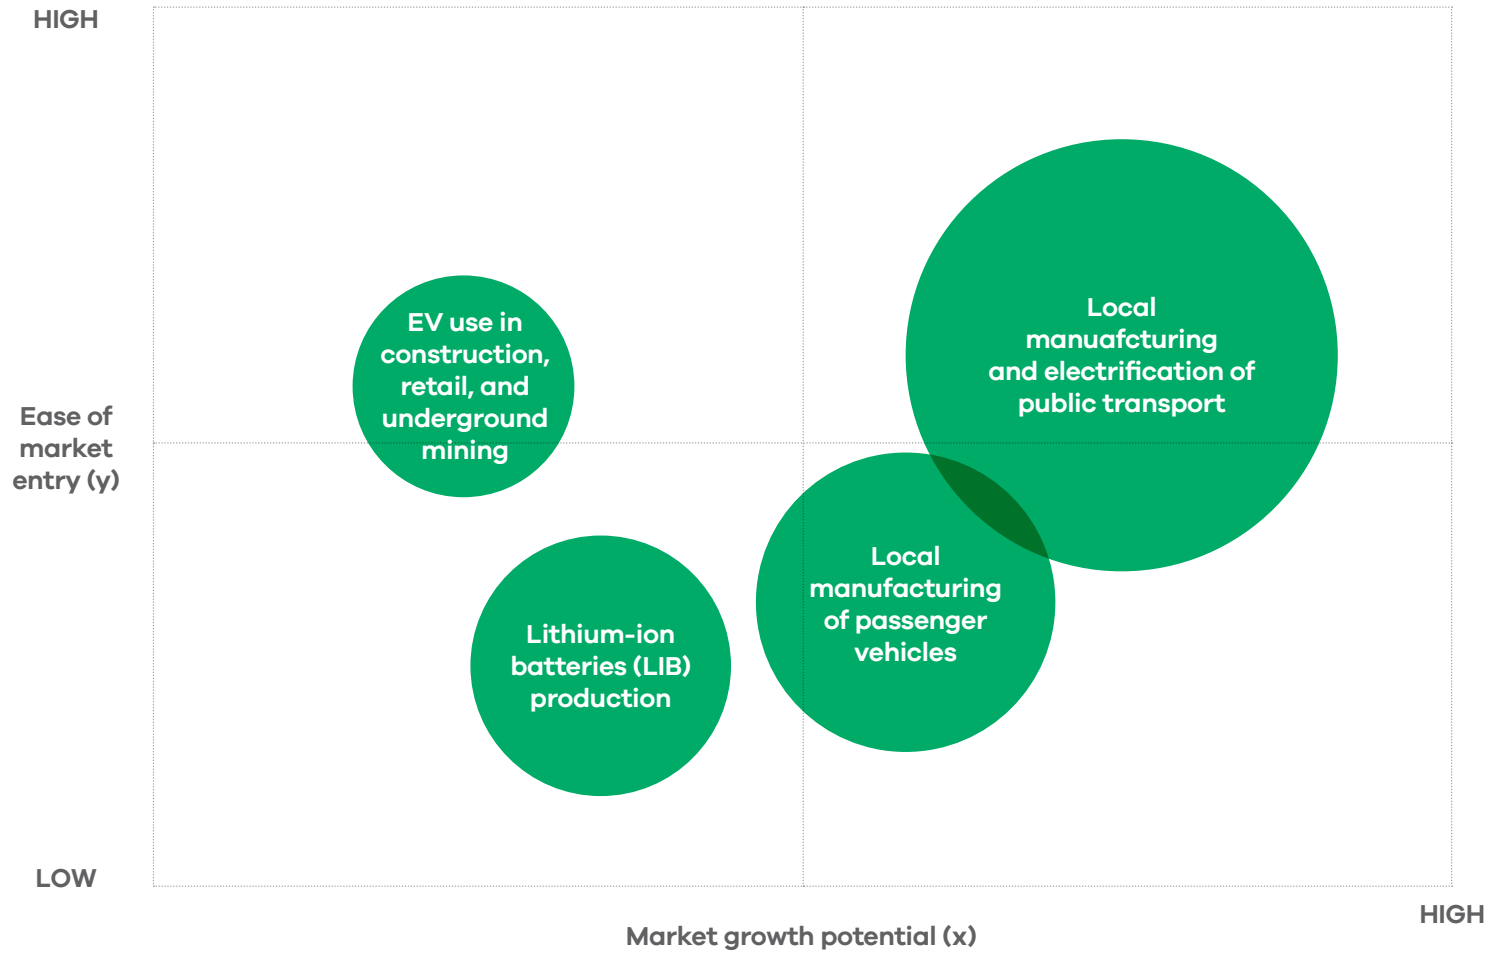 HIGH
EV use in
construction,
retail, and
underground
mining
Local
manuafcturing
and electrification of
public transport
Ease of
market
entry (y)
Local
manufacturing
of passenger
vehicles
Lithium-ion
batteries (LIB)
production
LOW
HIGH
Market growth potential (x)